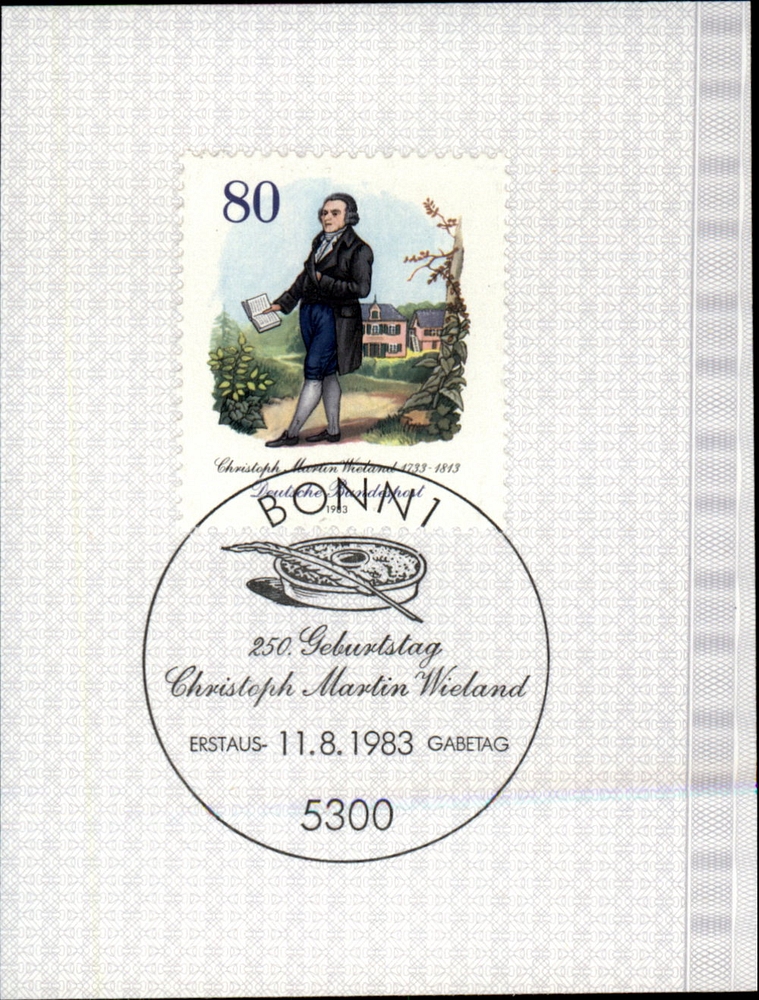 80
Christoph Martin Wieland 1733-1813
Deutsche Bundespost
1983
BONN 1
250. Geburtstag
Christoph Martin Wieland
ERSTAUS- 11.8.1983 GABETAG
5300